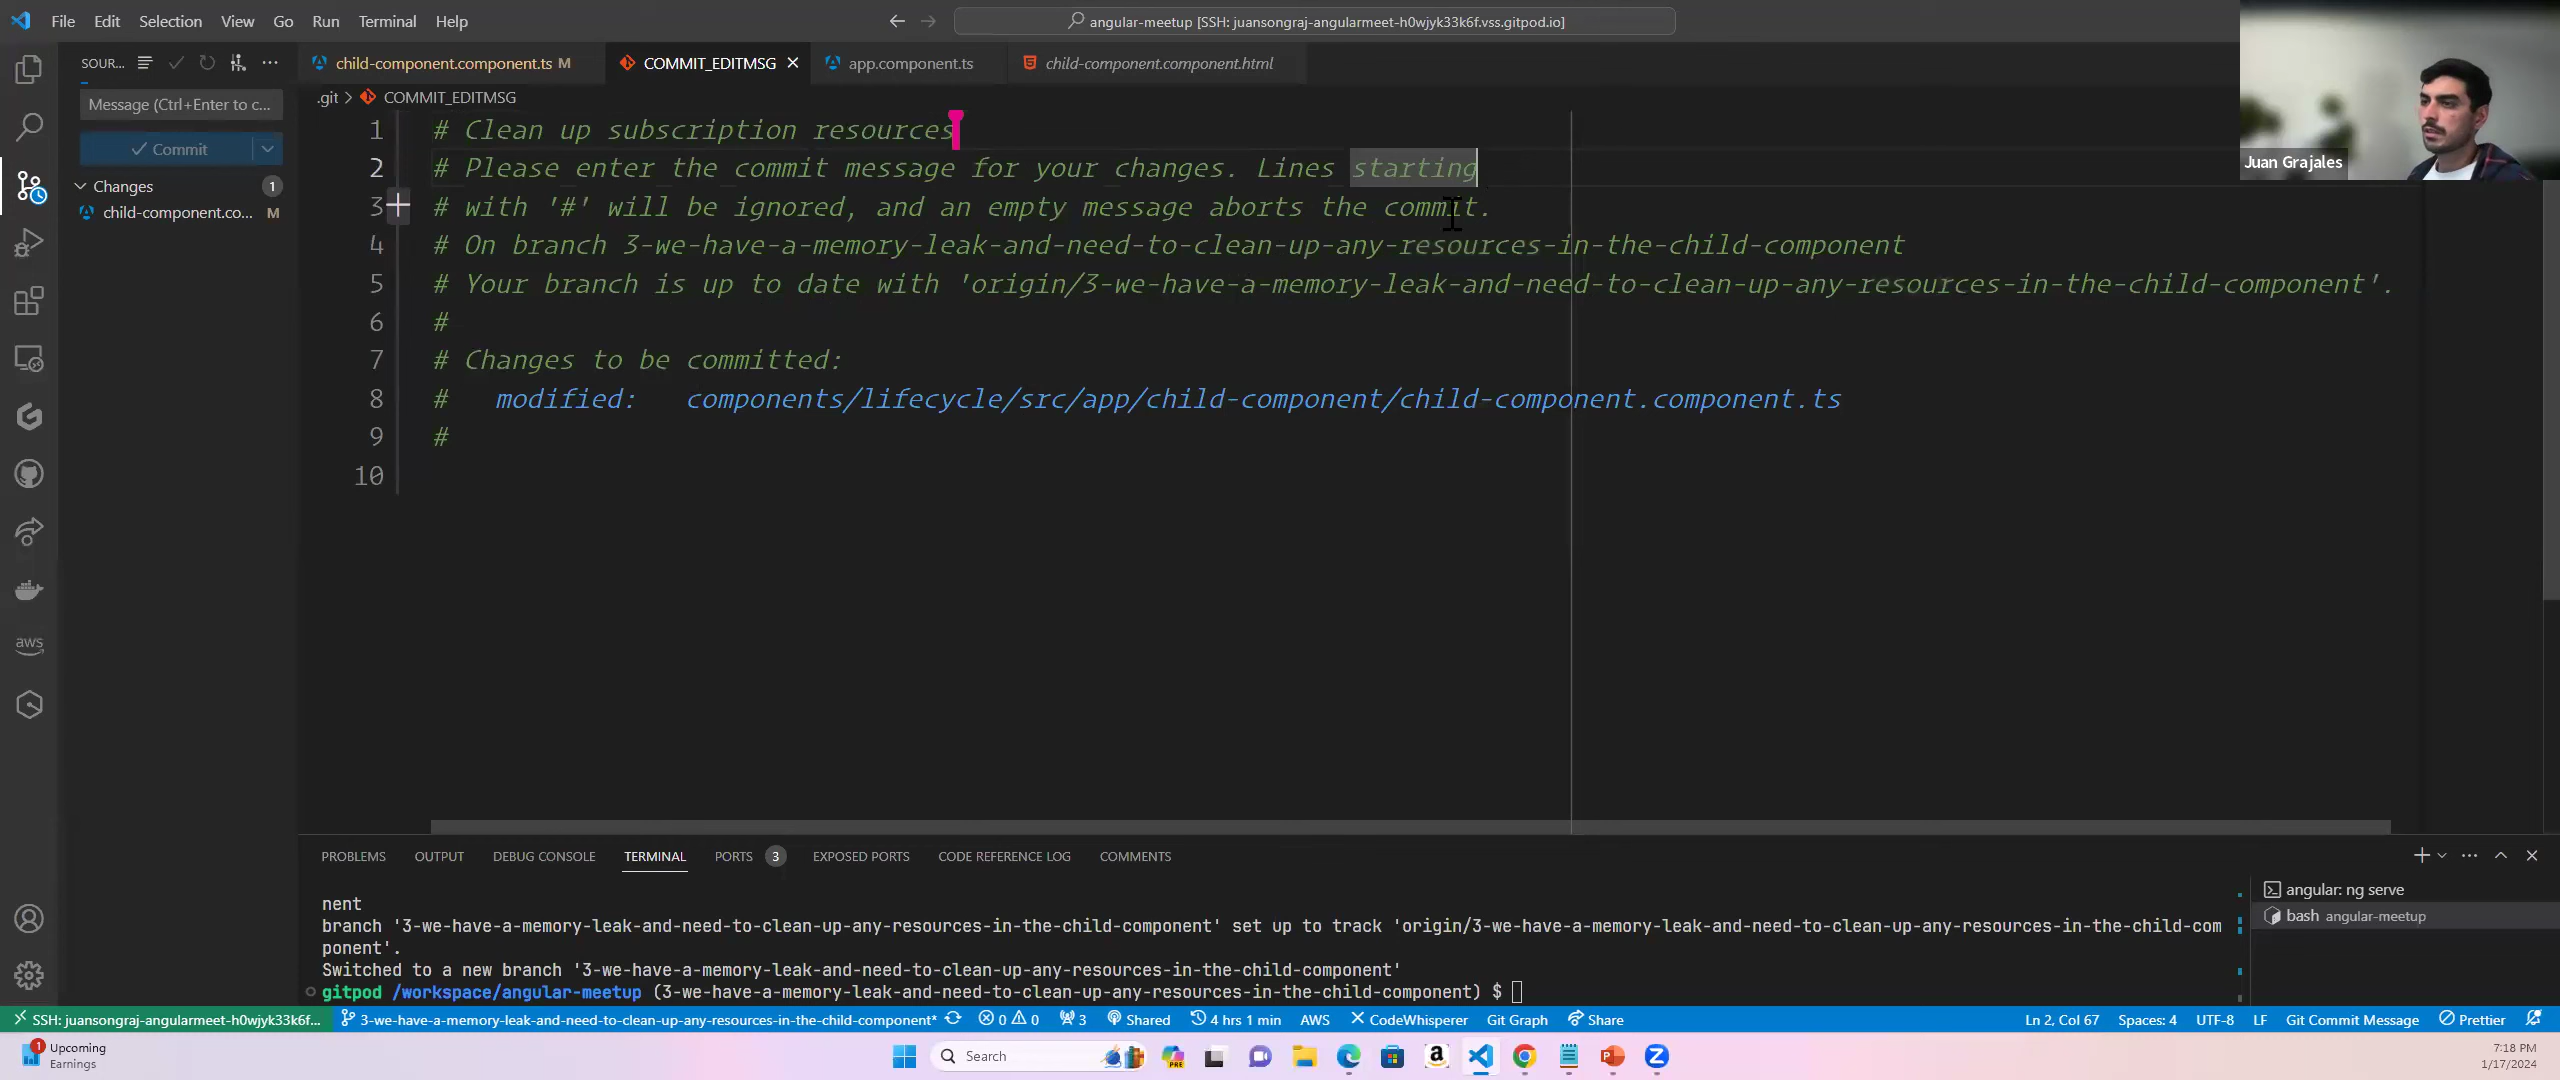 File Edit Selection View Go Run Terminal Help
angular-meetup [SSH: juansongraj-angularmeet-h0wjyk33k6f.vss.gitpod.io]
SOUR...
child-component.component.ts M
COMMIT_EDITMSG
app.component.ts
child-component.component.html
Juan Grajales
Message (Ctrl+Enter to c...
Commit
Changes 1
child-component.co... M
.git > COMMIT_EDITMSG
1 # Clean up subscription resources
2 # Please enter the commit message for your changes. Lines starting
3 # with '#' will be ignored, and an empty message aborts the commit.
4 # On branch 3-we-have-a-memory-leak-and-need-to-clean-up-any-resources-in-the-child-component
5 # Your branch is up to date with 'origin/3-we-have-a-memory-leak-and-need-to-clean-up-any-resources-in-the-child-component'.
6 #
7 # Changes to be committed:
8 # modified: components/lifecycle/src/app/child-component/child-component.component.ts
9 #
10
aws
PROBLEMS OUTPUT DEBUG CONSOLE TERMINAL PORTS 3 EXPOSED PORTS CODE REFERENCE LOG COMMENTS
nent
branch '3-we-have-a-memory-leak-and-need-to-clean-up-any-resources-in-the-child-component' set up to track 'origin/3-we-have-a-memory-leak-and-need-to-clean-up-any-resources-in-the-child-com
ponent'.
Switched to a new branch '3-we-have-a-memory-leak-and-need-to-clean-up-any-resources-in-the-child-component'
gitpod /workspace/angular-meetup (3-we-have-a-memory-leak-and-need-to-clean-up-any-resources-in-the-child-component) $
angular: ng serve
bash angular-meetup
SSH: juansongraj-angularmeet-h0wjyk33k6f... 3-we-have-a-memory-leak-and-need-to-clean-up-any-resources-in-the-child-component* 0 0 3 Shared 4 hrs 1 min AWS CodeWhisperer Git Graph Share Ln 2, Col 67 Spaces: 4 UTF-8 LF Git Commit Message Prettier
1 Upcoming
Earnings
Search
PRE
7:18 PM
1/17/2024